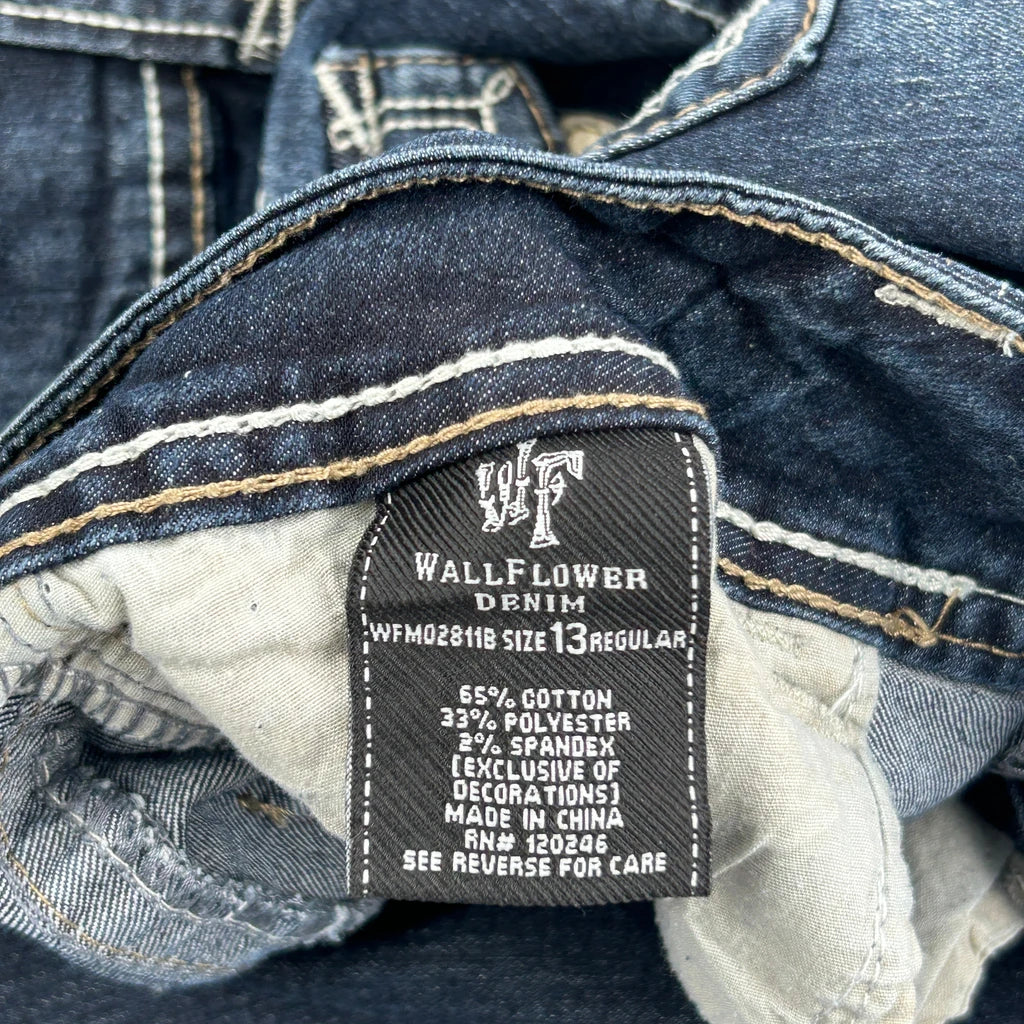 WF
WALLFLOWER
DENIM
WFM02811B SIZE 13 REGULAR
65% COTTON
33% POLYESTER
2% SPANDEX
[EXCLUSIVE OF
DECORATIONS]
MADE IN CHINA
RN# 120246
SEE REVERSE FOR CARE